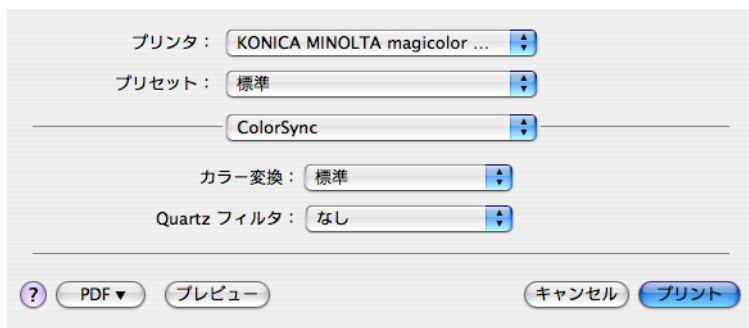 プリンタ： KONICA MINOLTA magicolor ...
プリセット： 標準
ColorSync
カラー変換： 標準
Quartz フィルタ： なし
? PDF▼ プレビュー キャンセル プリント